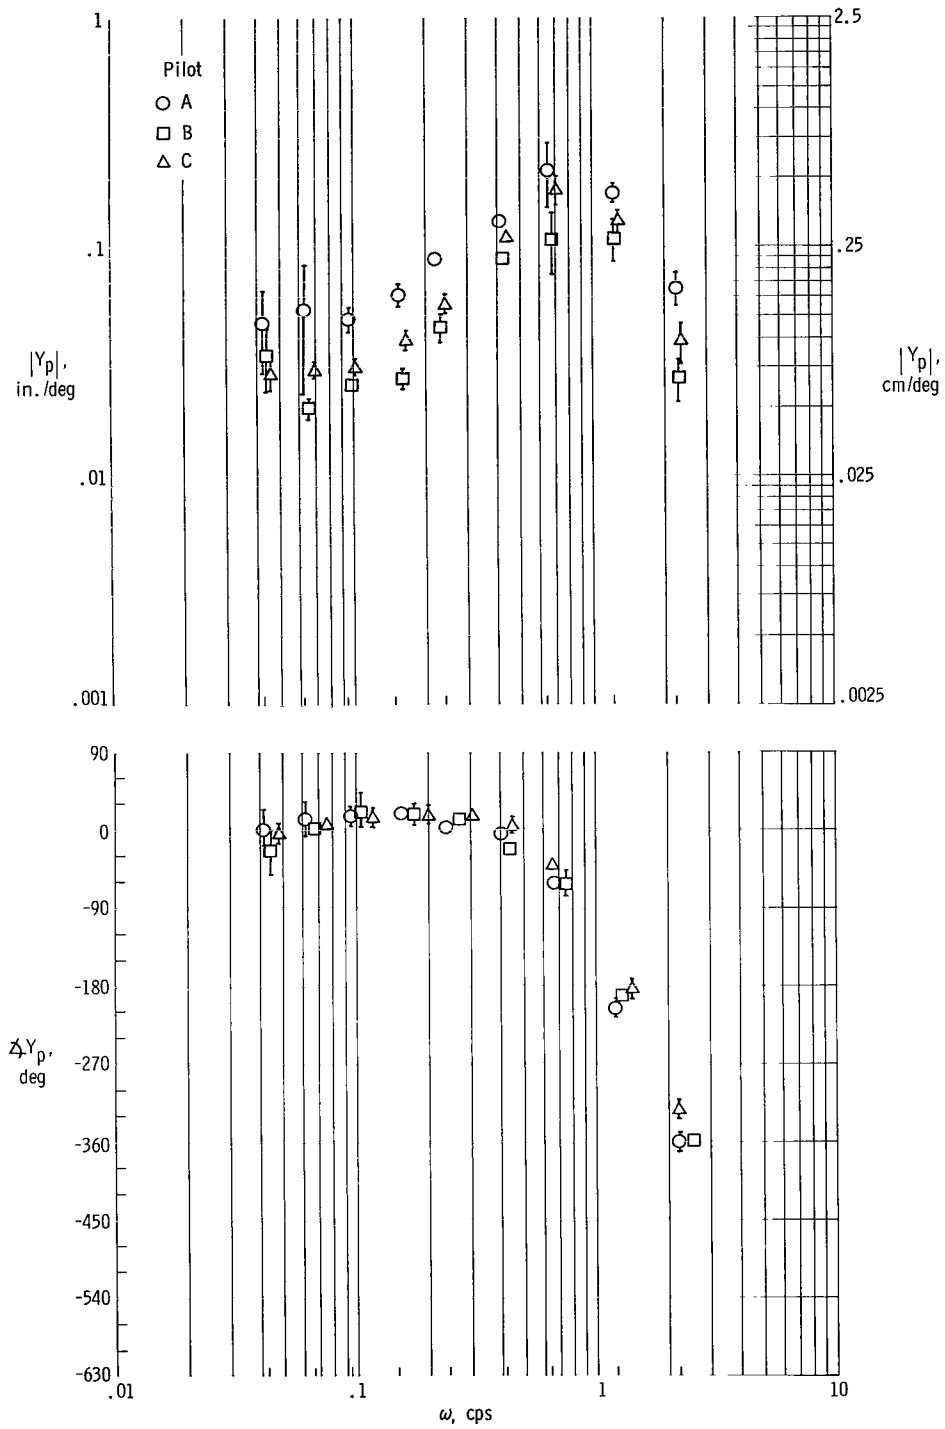 1
2.5
Pilot
A
B
C
.1
.25
|Yp|,
in./deg
|Yp|,
cm/deg
.01
.025
.001
.0025
90
0
-90
-180
∡Yp,
deg
-270
-360
-450
-540
-630
.01
.1
1
10
ω, cps